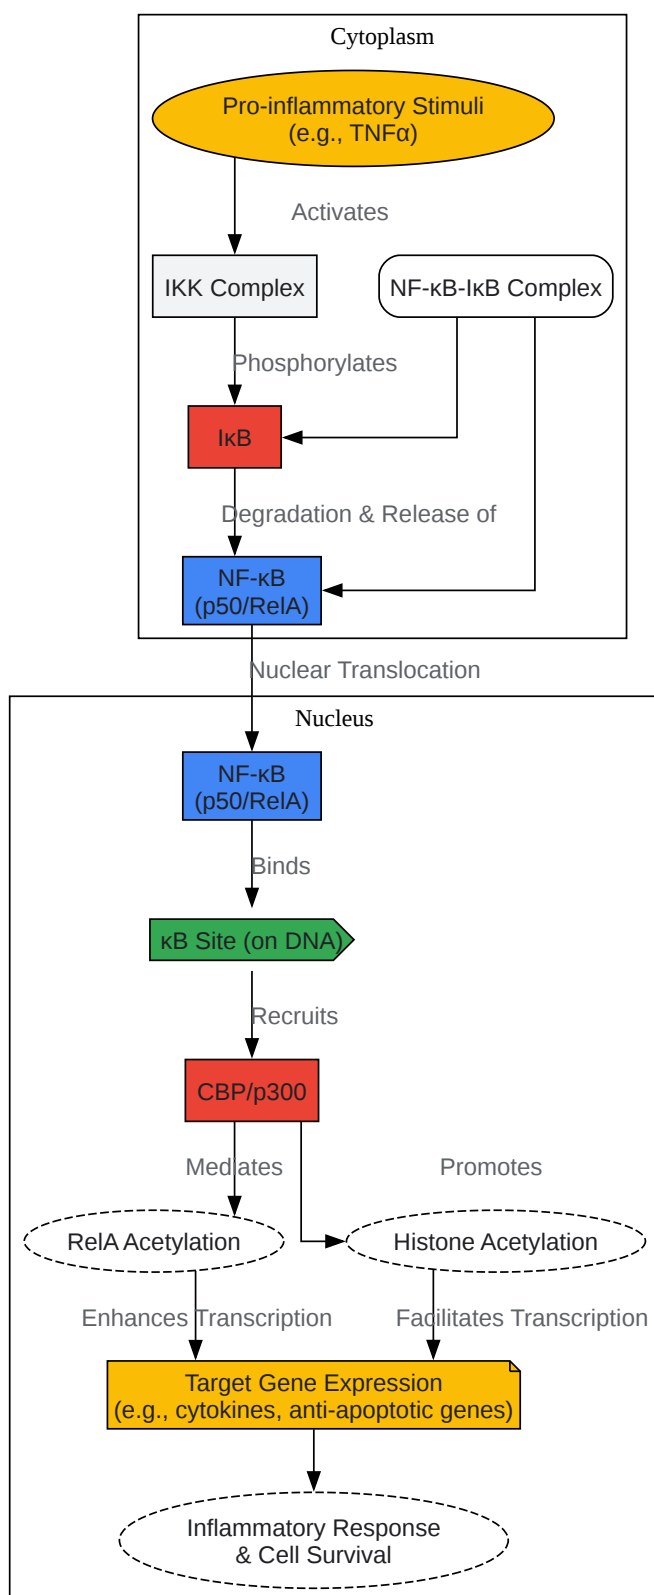 Cytoplasm
Pro-inflammatory Stimuli
(e.g., TNFα)
Activates
IKK Complex
NF-κB-IκB Complex
Phosphorylates
IκB
Degradation & Release of
NF-κB
(p50/RelA)
Nuclear Translocation
Nucleus
NF-κB
(p50/RelA)
Binds
κB Site (on DNA)
Recruits
CBP/p300
Mediates
Promotes
RelA Acetylation
Histone Acetylation
Enhances Transcription
Facilitates Transcription
Target Gene Expression
(e.g., cytokines, anti-apoptotic genes)
Inflammatory Response
& Cell Survival